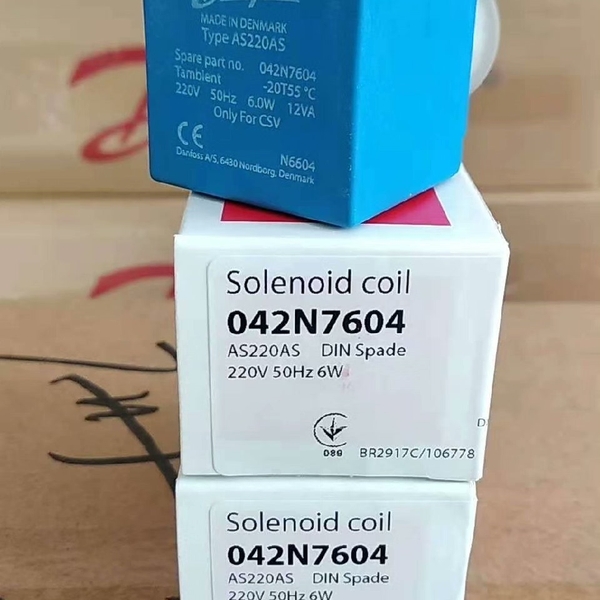 MADE IN DENMARK
Type AS220AS
Spare part no. 042N7604
Tambient -20T55 °C
220V 50Hz 6.0W 12VA
Only For CSV
CE N6604
Danfoss A/S, 6430 Nordborg, Denmark
Solenoid coil
042N7604
AS220AS DIN Spade
220V 50Hz 6W
089 BR2917C/106778
Solenoid coil
042N7604
AS220AS DIN Spade
220V 50Hz 6W